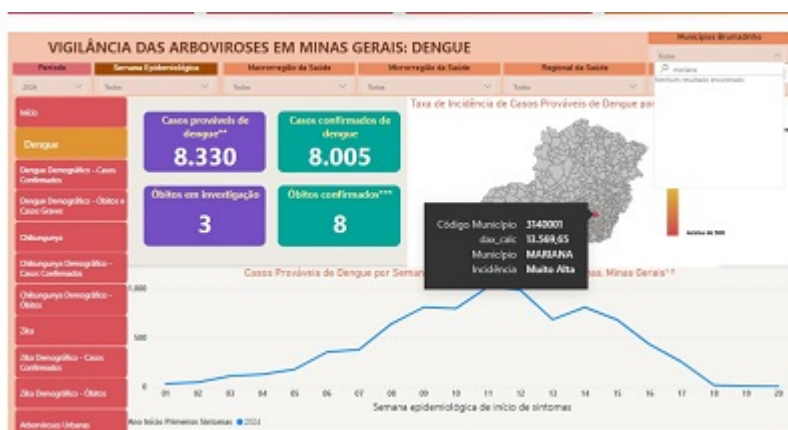 VIGILÂNCIA DAS ARBOVIROSES EM MINAS GERAIS: DENGUE
Municípios Brumadinho
Período
Semana Epidemiológica
Macrorregião da Saúde
Microrregião da Saúde
Regional da Saúde
Todos
mariana
2024
Todos
Todos
Todos
Todos
Início
Dengue
Dengue Demográfico - Casos Confirmados
Dengue Demográfico - Óbitos e Casos Graves
Chikungunya
Chikungunya Demográfico - Casos Confirmados
Chikungunya Demográfico - Óbitos
Zika
Zika Demográfico - Casos Confirmados
Zika Demográfico - Óbitos
Arboviroses Urbanas
Casos prováveis de dengue**
8.330
Casos confirmados de dengue
8.005
Óbitos em investigação
3
Óbitos confirmados***
8
Taxa de Incidência de Casos Prováveis de Dengue por
Acima de 500
Código Município 3140001
dax_calc 13.569,65
Município MARIANA
Incidência Muito Alta
Casos Prováveis de Dengue por Semana
Minas Gerais**
1.000
500
0
01 02 03 04 05 06 07 08 09 10 11 12 13 14 15 16 17 18 19 20
Semana epidemiológica de início de sintomas
Ano Início Primeiros Sintomas 2024